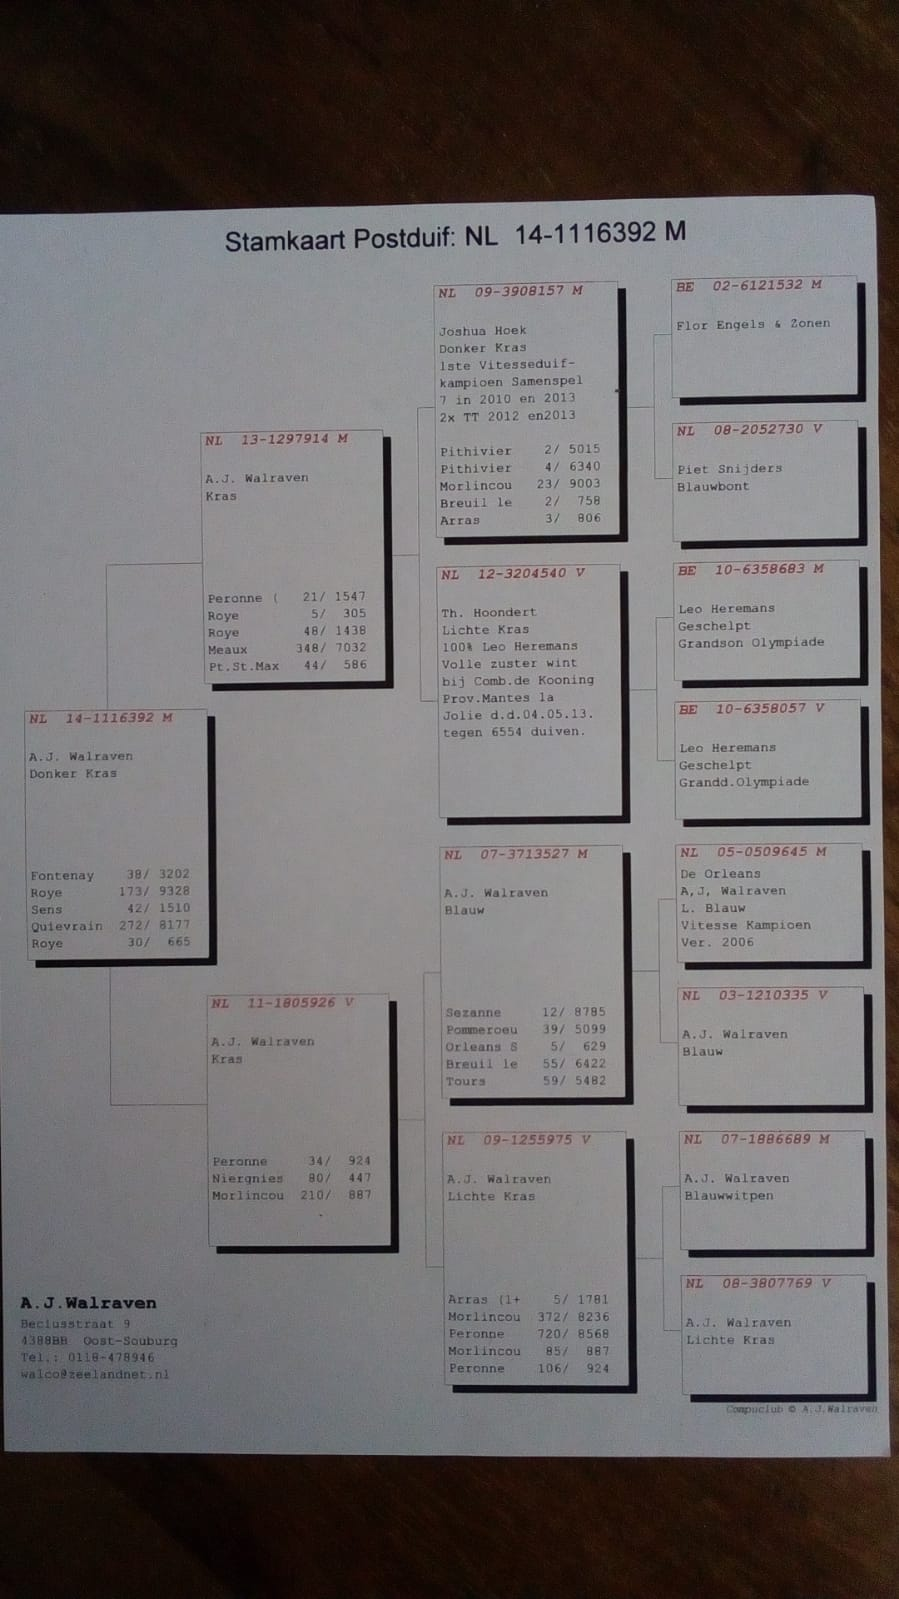 Stamkaart Postduif: NL 14-1116392 M
NL 14-1116392 M
A.J. Walraven
Donker Kras
Fontenay 38/ 3202
Roye 173/ 9328
Sens 42/ 1510
Quievrain 272/ 8177
Roye 30/ 665
NL 13-1297914 M
A.J. Walraven
Kras
Peronne ( 21/ 1547
Roye 5/ 305
Roye 48/ 1438
Meaux 348/ 7032
Pt.St.Max 44/ 586
NL 11-1805926 V
A.J. Walraven
Kras
Peronne 34/ 924
Niergnies 80/ 447
Morlincou 210/ 887
NL 09-3908157 M
Joshua Hoek
Donker Kras
1ste Vitesseduif-
kampioen Samenspel
7 in 2010 en 2013
2x TT 2012 en2013
Pithivier 2/ 5015
Pithivier 4/ 6340
Morlincou 23/ 9003
Breuil le 2/ 758
Arras 3/ 806
NL 12-3204540 V
Th. Hoondert
Lichte Kras
100% Leo Heremans
Volle zuster wint
bij Comb.de Kooning
Prov.Mantes la
Jolie d.d.04.05.13.
tegen 6554 duiven.
NL 07-3713527 M
A.J. Walraven
Blauw
Sezanne 12/ 8785
Pommeroeu 39/ 5099
Orleans S 5/ 629
Breuil le 55/ 6422
Tours 59/ 5482
NL 09-1255975 V
A.J. Walraven
Lichte Kras
Arras (1+ 5/ 1781
Morlincou 372/ 8236
Peronne 720/ 8568
Morlincou 85/ 887
Peronne 106/ 924
BE 02-6121532 M
Flor Engels & Zonen
NL 08-2052730 V
Piet Snijders
Blauwbont
BE 10-6358683 M
Leo Heremans
Geschelpt
Grandson Olympiade
BE 10-6358057 V
Leo Heremans
Geschelpt
Grandd.Olympiade
NL 05-0509645 M
De Orleans
A,J, Walraven
L. Blauw
Vitesse Kampioen
Ver. 2006
NL 03-1210335 V
A.J. Walraven
Blauw
NL 07-1886689 M
A.J. Walraven
Blauwwitpen
NL 08-3807769 V
A.J. Walraven
Lichte Kras
A.J.Walraven
Beciusstraat 9
4388BB Oost-Souburg
Tel.: 0118-478946
walco@zeelandnet.nl
Compuclub © A.J.Walraven